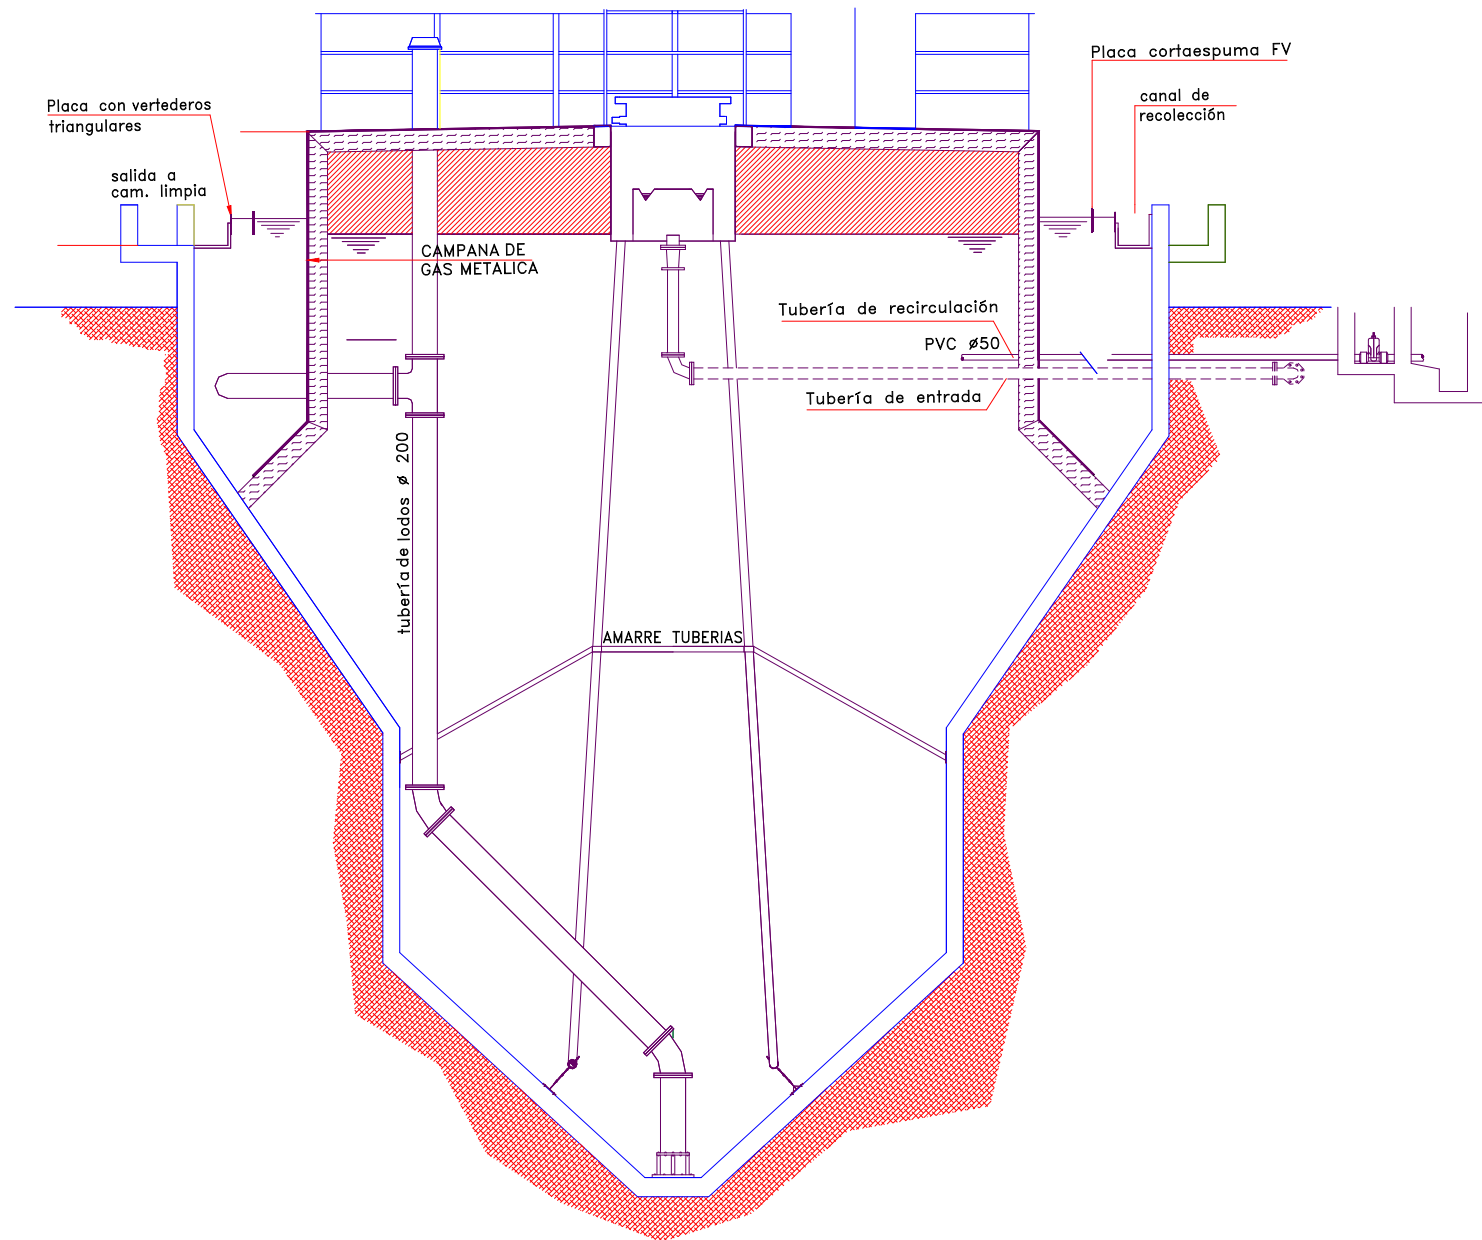 Placa cortaespuma FV
canal de
recolección
Placa con vertederos
triangulares
salida a
cam. limpia
CAMPANA DE
GAS METALICA
Tubería de recirculación
PVC ø50
Tubería de entrada
tubería de lodos ø 200
AMARRE TUBERIAS